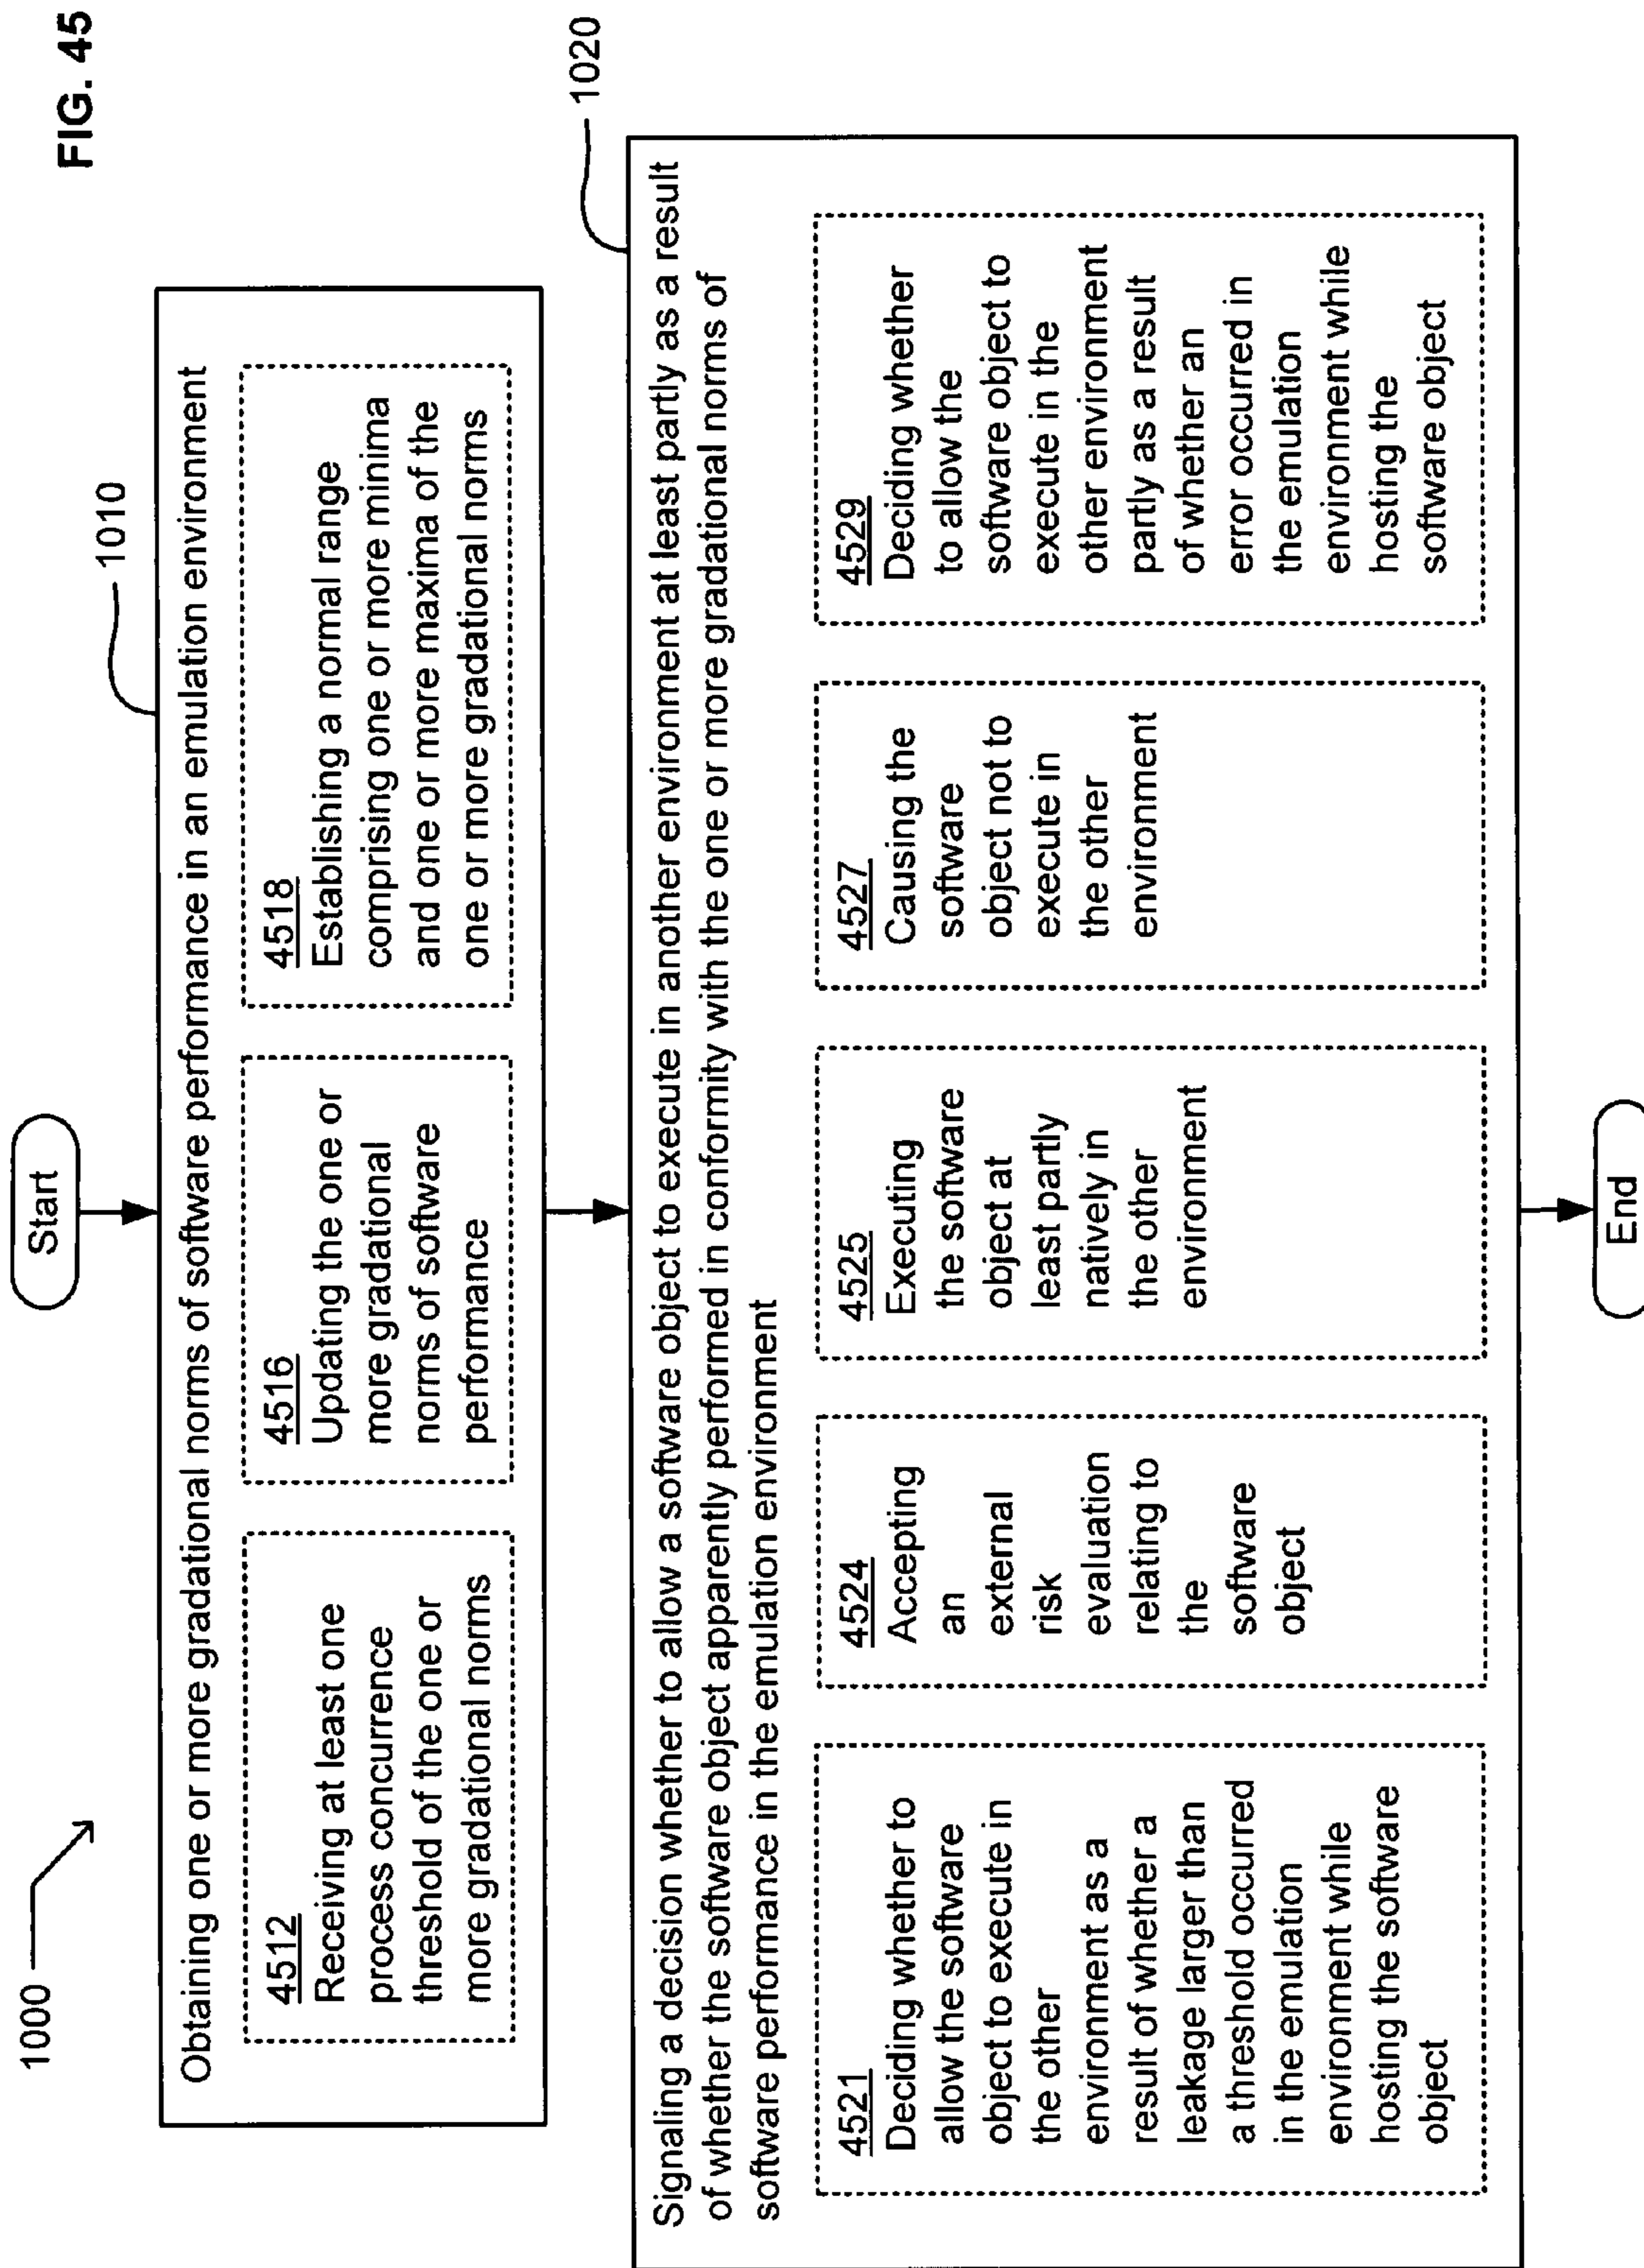 FIG. 45
1000
Start
1010
Obtaining one or more gradational norms of software performance in an emulation environment
4512
Receiving at least one
process concurrence
threshold of the one or
more gradational norms
4516
Updating the one or
more gradational
norms of software
performance
4518
Establishing a normal range
comprising one or more minima
and one or more maxima of the
one or more gradational norms
1020
Signaling a decision whether to allow a software object to execute in another environment at least partly as a result
of whether the software object apparently performed in conformity with the one or more gradational norms of
software performance in the emulation environment
4521
Deciding whether to
allow the software
object to execute in
the other
environment as a
result of whether a
leakage larger than
a threshold occurred
in the emulation
environment while
hosting the software
object
4524
Accepting
an
external
risk
evaluation
relating to
the
software
object
4525
Executing
the software
object at
least partly
natively in
the other
environment
4527
Causing the
software
object not to
execute in
the other
environment
4529
Deciding whether
to allow the
software object to
execute in the
other environment
partly as a result
of whether an
error occurred in
the emulation
environment while
hosting the
software object
End